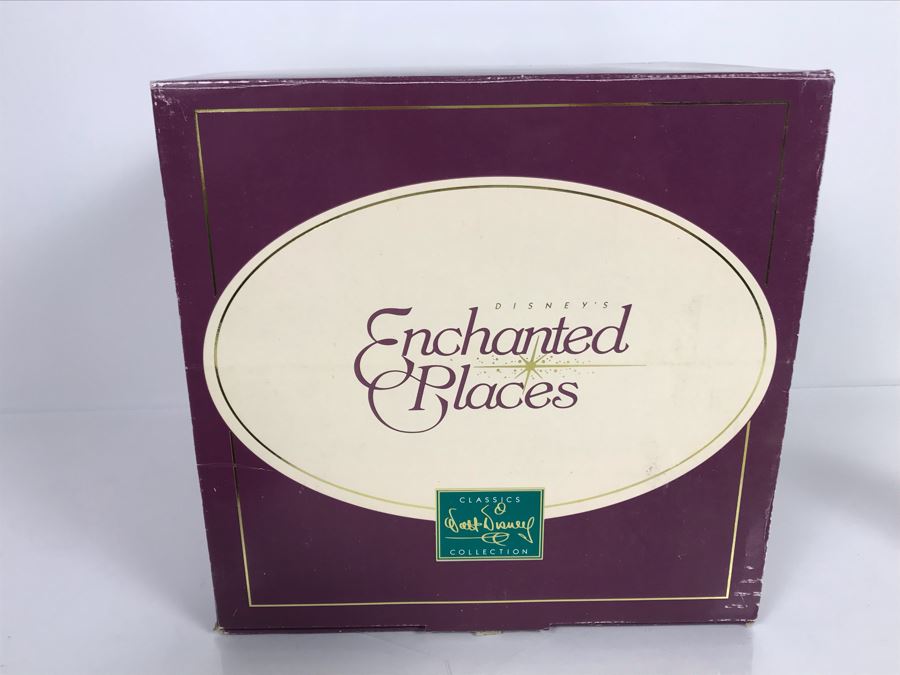 DISNEY'S
Enchanted
Places
CLASSICS
Walt Disney
COLLECTION